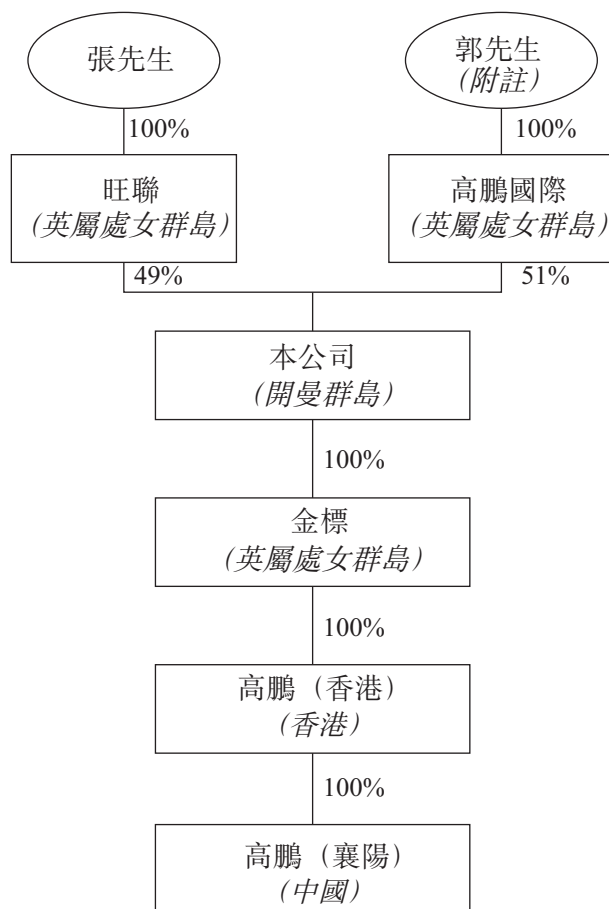 張先生
郭先生
(附註)
100%
100%
旺聯
(英屬處女群島)
高鵬國際
(英屬處女群島)
49%
51%
本公司
(開曼群島)
100%
金標
(英屬處女群島)
100%
高鵬（香港）
(香港)
100%
高鵬（襄陽）
(中國)